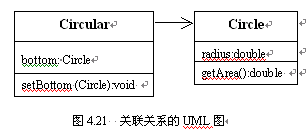 Circular
bottom: Circle
setBottom (Circle):void
Circle
radius:double
getArea():double
图 4.21 关联关系的 UML 图